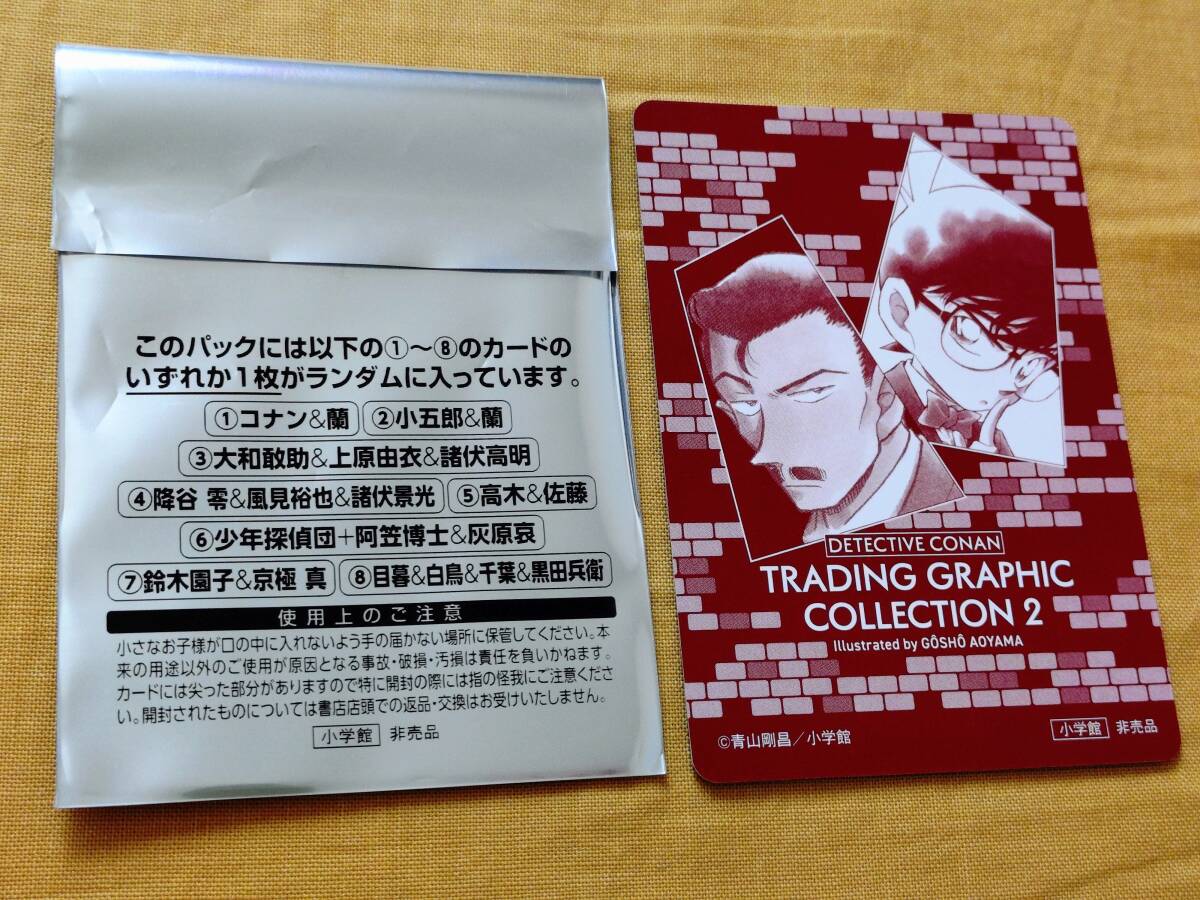 このパックには以下の①〜⑧のカードの
いずれか1枚がランダムに入っています。
①コナン&蘭 ②小五郎&蘭
③大和敢助&上原由衣&諸伏高明
④降谷 零&風見裕也&諸伏景光 ⑤高木&佐藤
⑥少年探偵団+阿笠博士&灰原哀
⑦鈴木園子&京極 真 ⑧目暮&白鳥&千葉&黒田兵衛
使用上のご注意
小さなお子様が口の中に入れないよう手の届かない場所に保管してください。本
来の用途以外のご使用が原因となる事故・破損・汚損は責任を負いかねます。
カードには尖った部分がありますので特に開封の際には指の怪我にご注意くださ
い。開封されたものについては書店店頭での返品・交換はお受けいたしません。
小学館 非売品
DETECTIVE CONAN
TRADING GRAPHIC
COLLECTION 2
Illustrated by GÔSHÔ AOYAMA
©青山剛昌/小学館
小学館 非売品